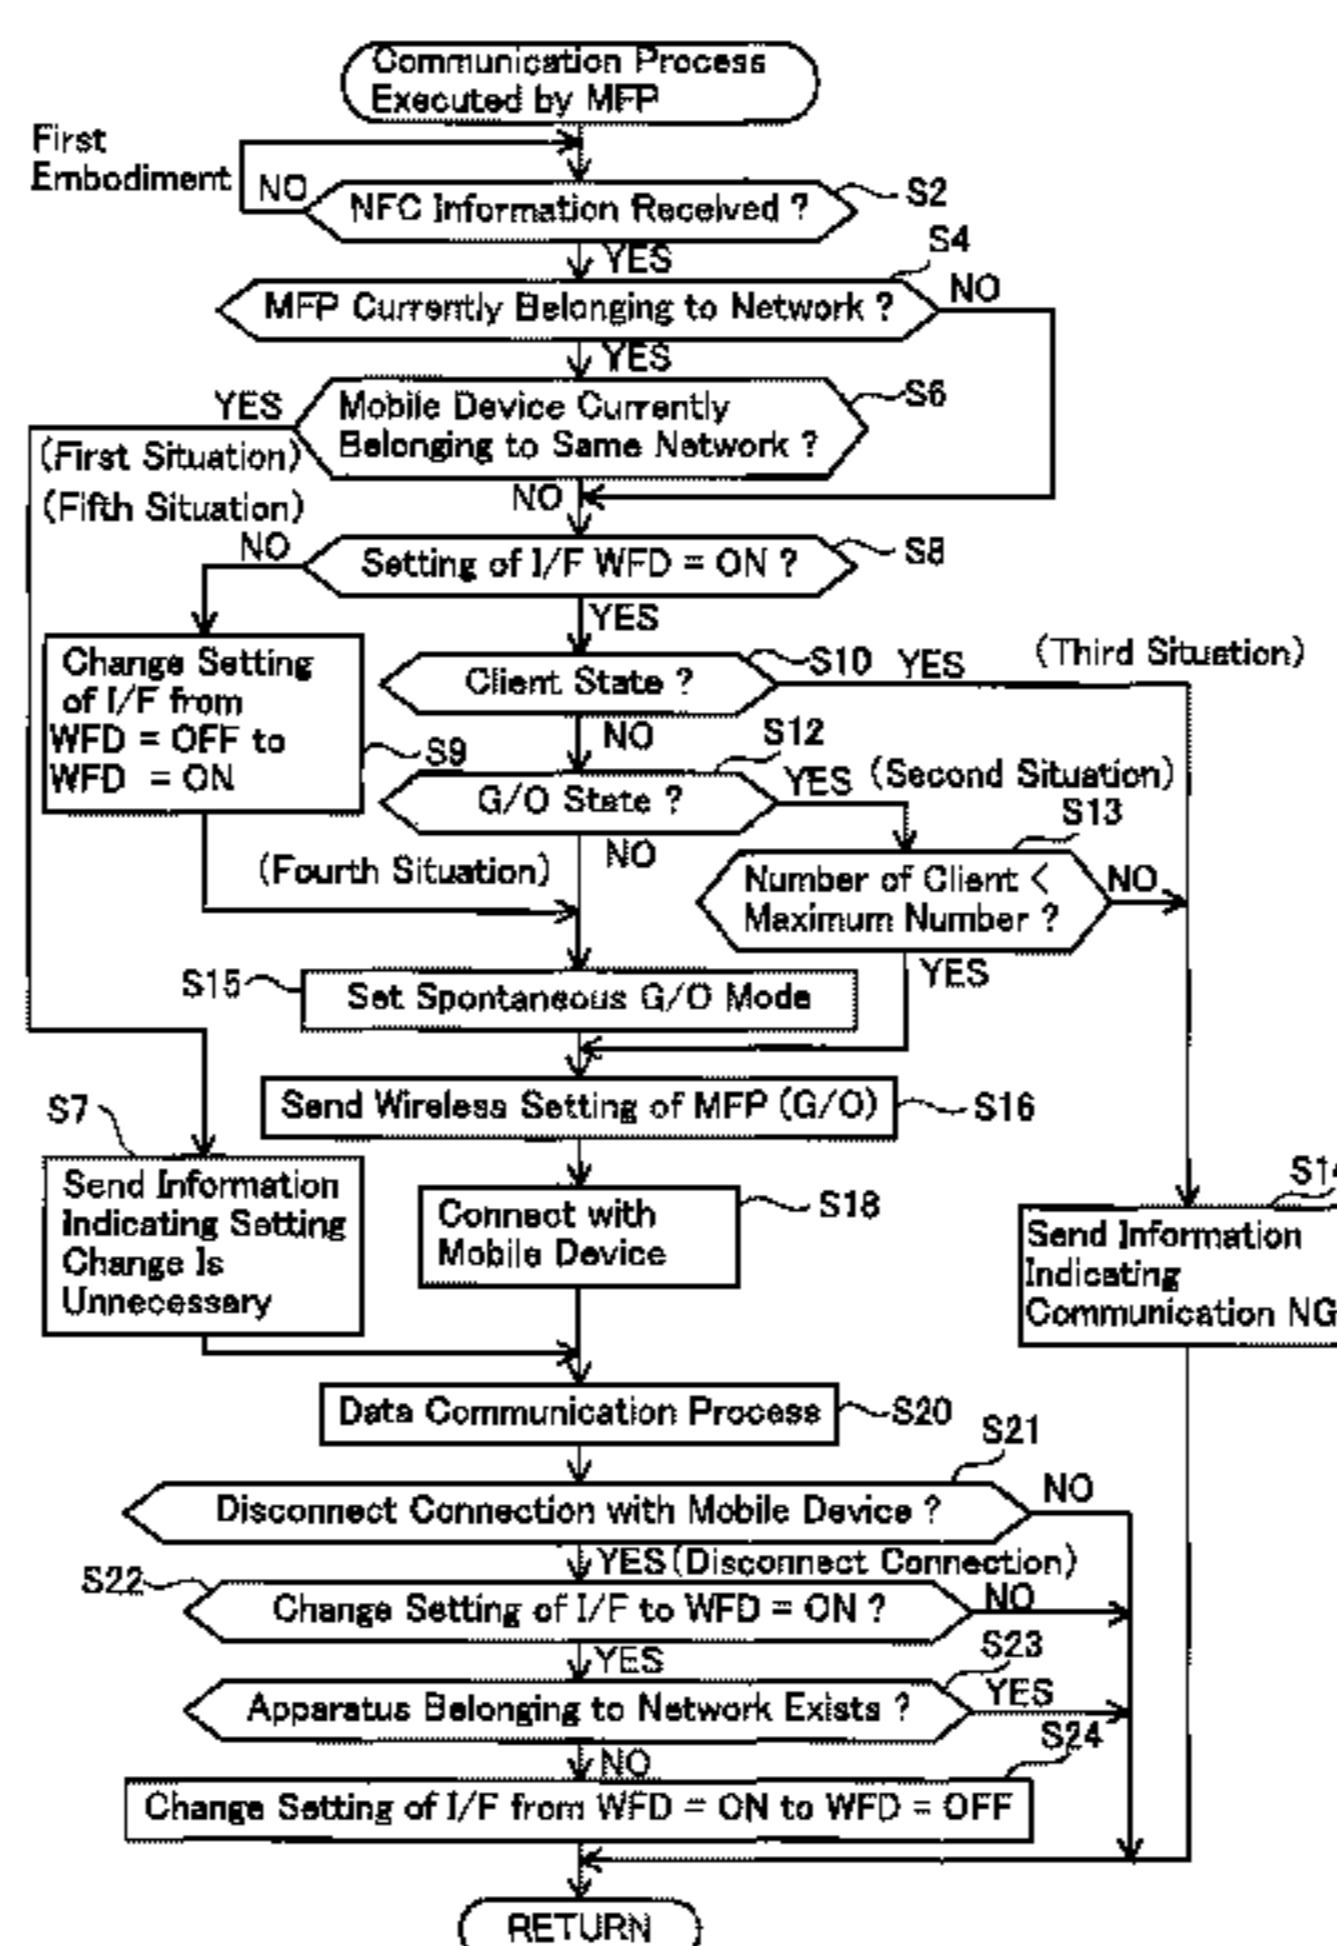 Communication Process
Executed by MFP
First
Embodiment
NO
NFC Information Received ?
S2
YES
S4
MFP Currently Belonging to Network ?
NO
YES
YES
Mobile Device Currently
Belonging to Same Network ?
S6
(First Situation)
(Fifth Situation)
NO
NO
Setting of I/F WFD = ON ?
S8
YES
Change Setting
of I/F from
WFD = OFF to
WFD = ON
S9
Client State ?
S10
YES
(Third Situation)
NO
S12
G/O State ?
YES
(Second Situation)
S13
NO
(Fourth Situation)
Number of Client <
Maximum Number ?
NO
YES
S15
Set Spontaneous G/O Mode
Send Wireless Setting of MFP (G/O)
S16
S7
Send Information
Indicating Setting
Change Is
Unnecessary
Connect with
Mobile Device
S18
S14
Send Information
Indicating
Communication NG
Data Communication Process
S20
S21
Disconnect Connection with Mobile Device ?
NO
YES(Disconnect Connection)
S22
Change Setting of I/F to WFD = ON ?
NO
YES
S23
Apparatus Belonging to Network Exists ?
YES
S24
NO
Change Setting of I/F from WFD = ON to WFD = OFF
RETURN